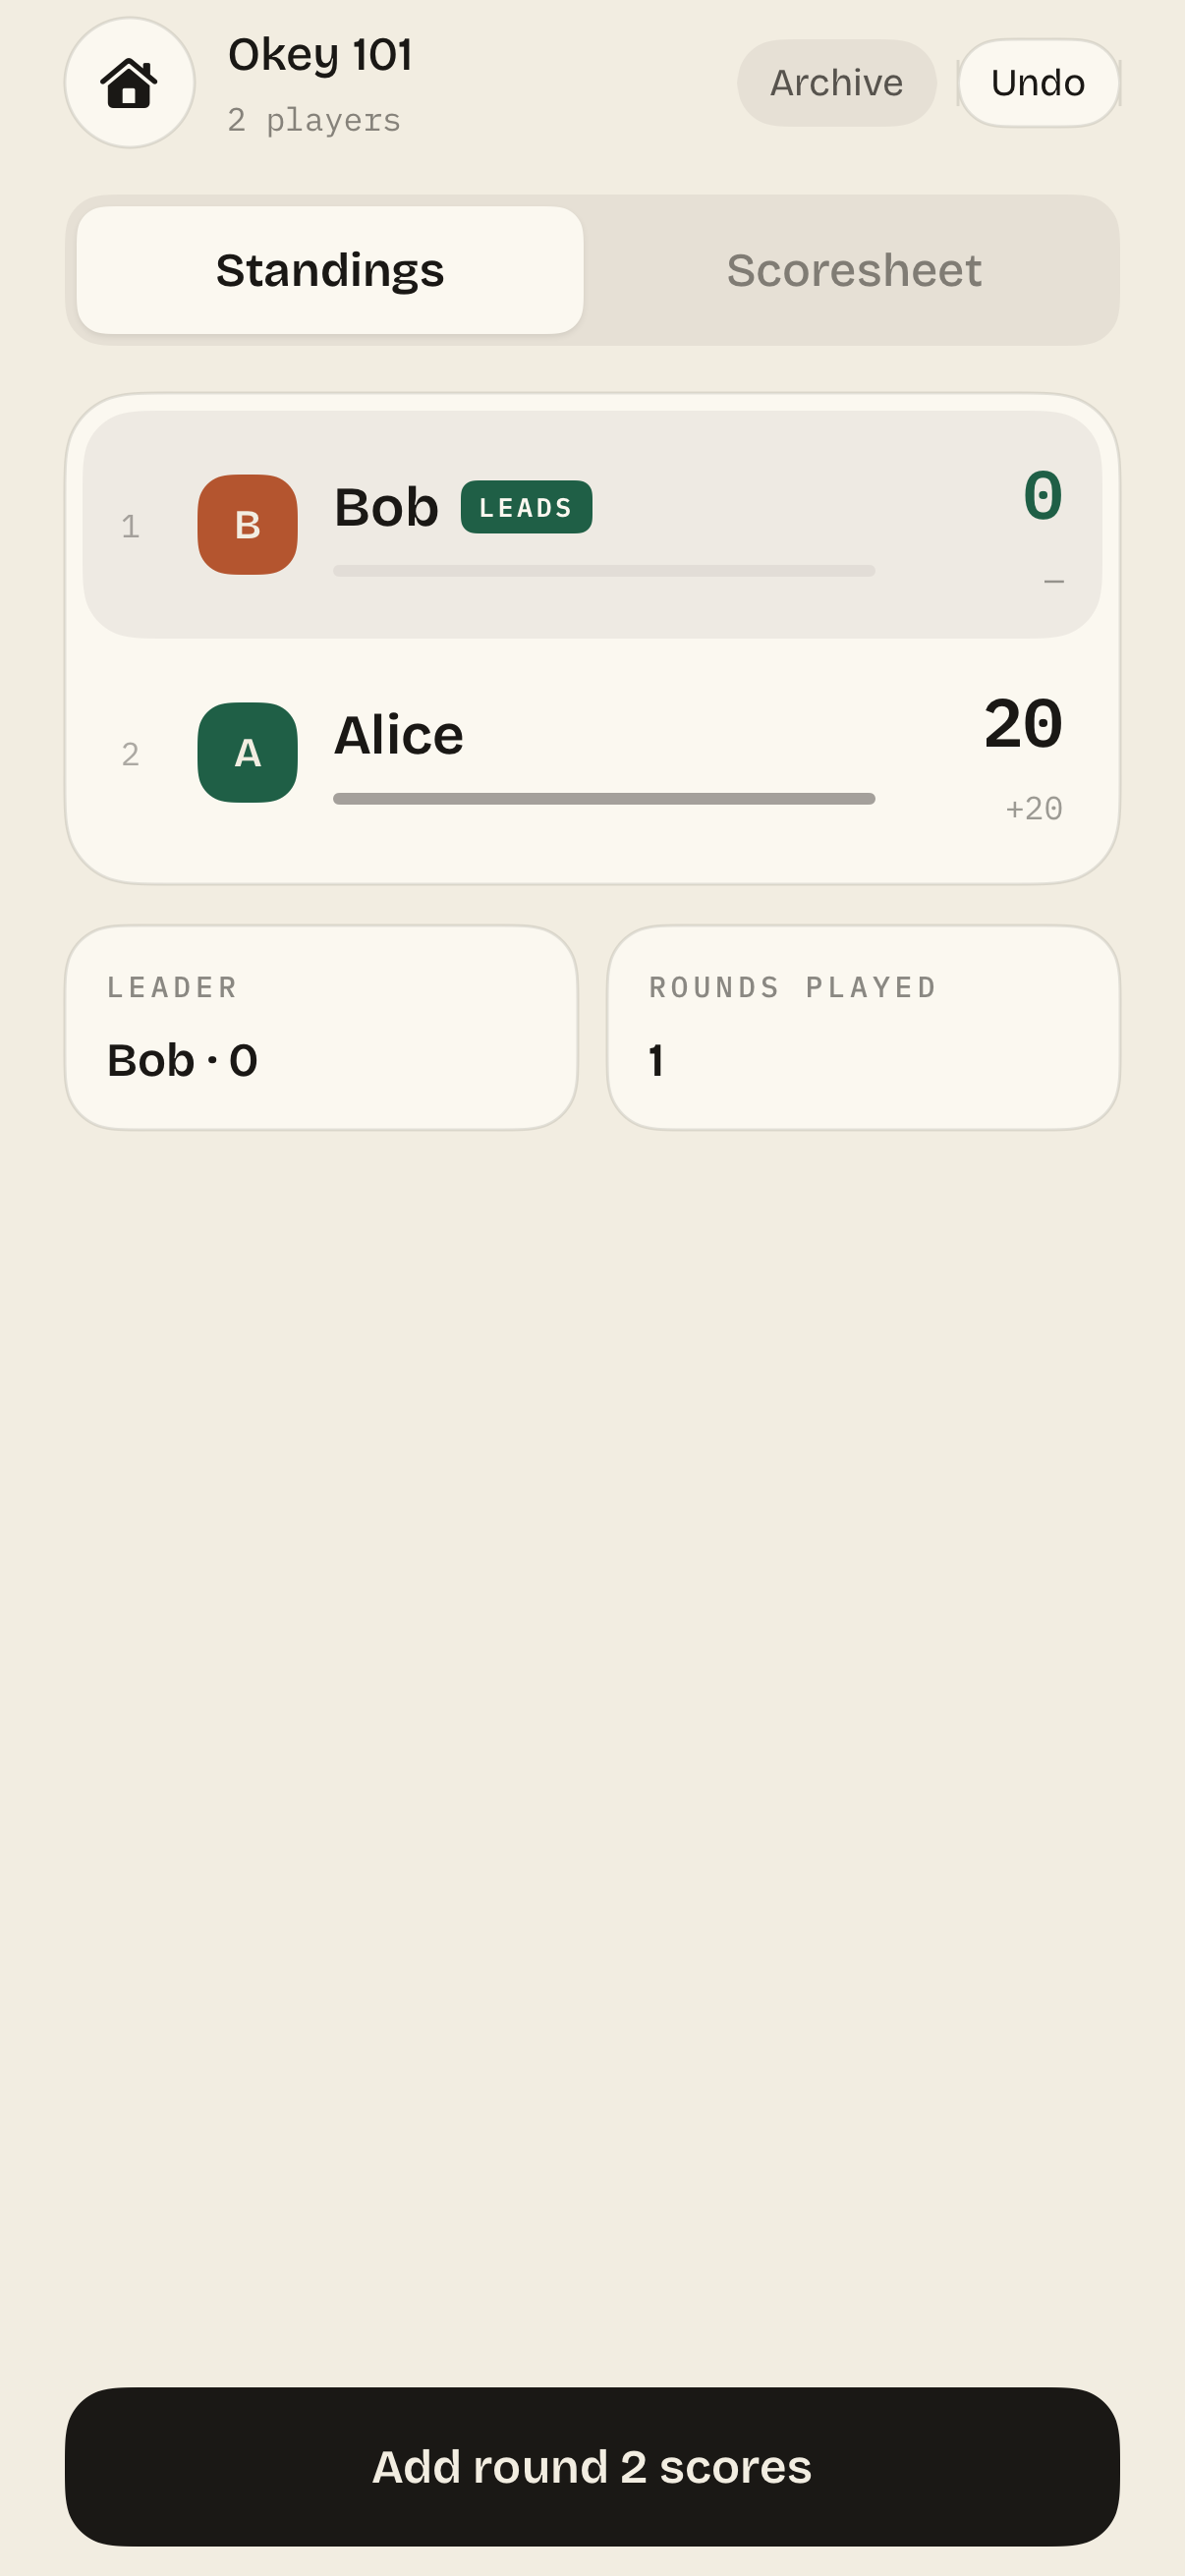 Okey 101
2 players
Archive
Undo
Standings
Scoresheet
1
B
Bob
LEADS
0
—
2
A
Alice
20
+20
LEADER
Bob · 0
ROUNDS PLAYED
1
Add round 2 scores